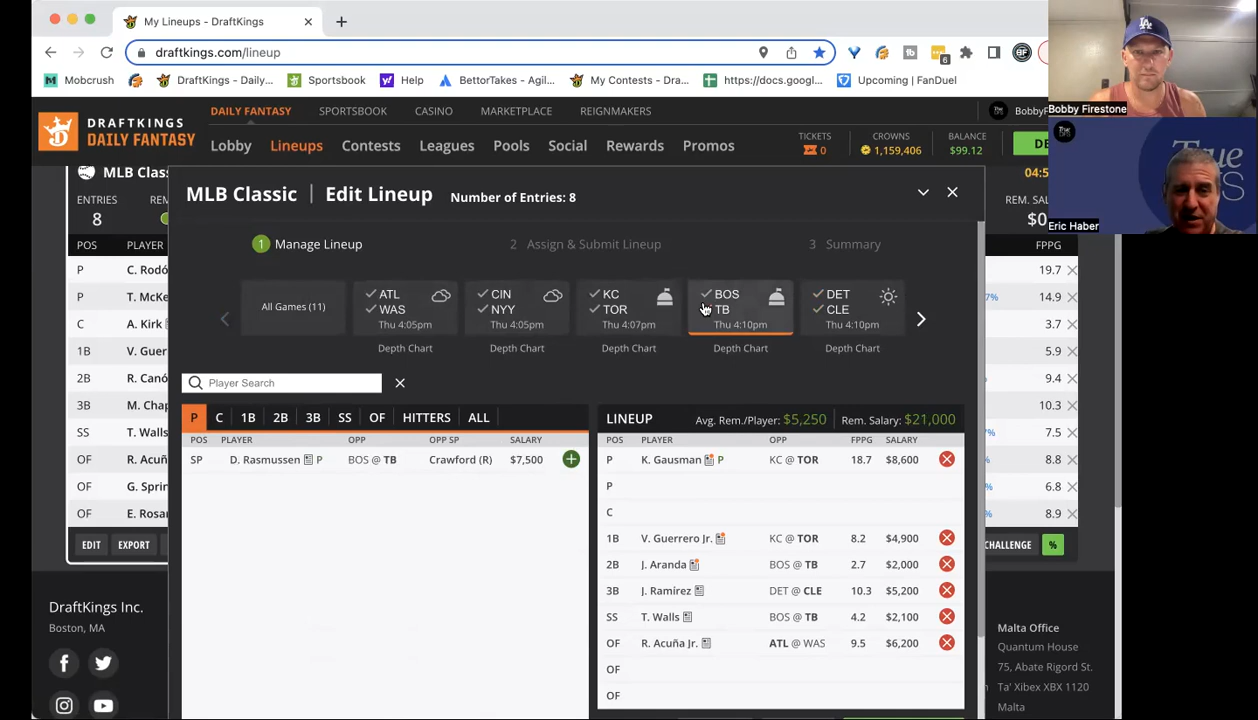 My Lineups - DraftKings
draftkings.com/lineup
6
BF
Mobcrush
DraftKings - Daily...
Sportsbook
Help
BettorTakes - Agil...
My Contests - Dra...
https://docs.googl...
Upcoming | FanDuel
Bobby Firestone
Eric Haber
DRAFTKINGS
DAILY FANTASY
DAILY FANTASY SPORTSBOOK CASINO MARKETPLACE REIGNMAKERS
BobbyF
Lobby Lineups Contests Leagues Pools Social Rewards Promos
TICKETS
0
CROWNS
1,159,406
BALANCE
$99.12
MLB Clas
04:5
ENTRIES
8
REM. SAL
$0
POS PLAYER
FPPG
P C. Rodó
19.7
P T. McKe
14.9
C A. Kirk
3.7
1B V. Guer
5.9
2B R. Canó
9.4
3B M. Chap
10.3
SS T. Walls
7.5
OF R. Acuña
8.8
OF G. Sprin
6.8
OF E. Rosar
8.9
EDIT
EXPORT
CHALLENGE
%
MLB Classic | Edit Lineup Number of Entries: 8
1 Manage Lineup
2 Assign & Submit Lineup
3 Summary
All Games (11)
ATL
WAS
Thu 4:05pm
Depth Chart
CIN
NYY
Thu 4:05pm
Depth Chart
KC
TOR
Thu 4:07pm
Depth Chart
BOS
TB
Thu 4:10pm
Depth Chart
DET
CLE
Thu 4:10pm
Depth Chart
Player Search
P C 1B 2B 3B SS OF HITTERS ALL
POS PLAYER OPP OPP SP SALARY
SP D. Rasmussen P BOS @ TB Crawford (R) $7,500
LINEUP Avg. Rem./Player: $5,250 Rem. Salary: $21,000
POS PLAYER OPP FPPG SALARY
P K. Gausman P KC @ TOR 18.7 $8,600
P
C
1B V. Guerrero Jr. KC @ TOR 8.2 $4,900
2B J. Aranda BOS @ TB 2.7 $2,000
3B J. Ramírez DET @ CLE 10.3 $5,200
SS T. Walls BOS @ TB 4.2 $2,100
OF R. Acuña Jr. ATL @ WAS 9.5 $6,200
OF
OF
DraftKings Inc.
Boston, MA
Malta Office
Quantum House
75, Abate Rigord St.
Ta' Xibex XBX 1120
Malta